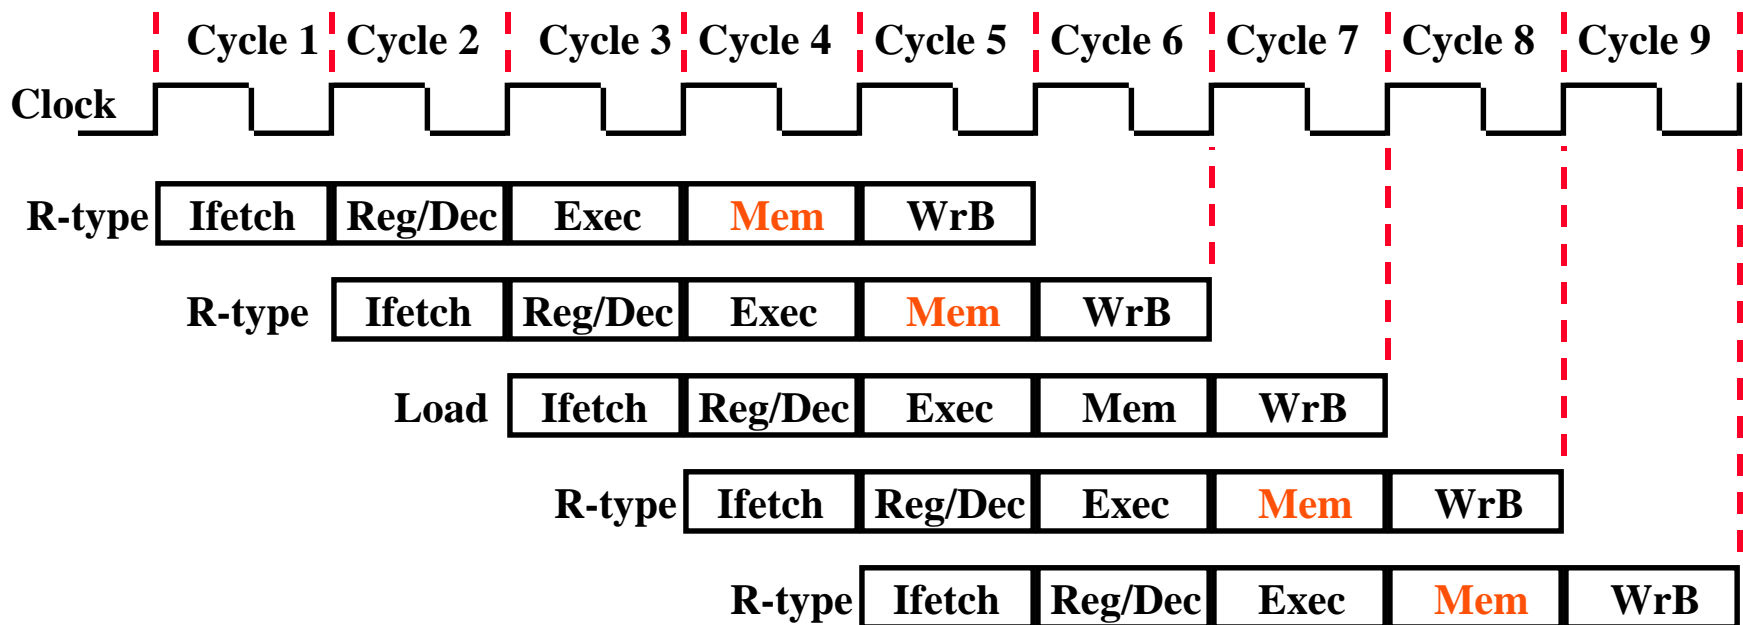 Cycle 1 Cycle 2 Cycle 3 Cycle 4 Cycle 5 Cycle 6 Cycle 7 Cycle 8 Cycle 9
Clock
R-type Ifetch Reg/Dec Exec Mem WrB
R-type Ifetch Reg/Dec Exec Mem WrB
Load Ifetch Reg/Dec Exec Mem WrB
R-type Ifetch Reg/Dec Exec Mem WrB
R-type Ifetch Reg/Dec Exec Mem WrB